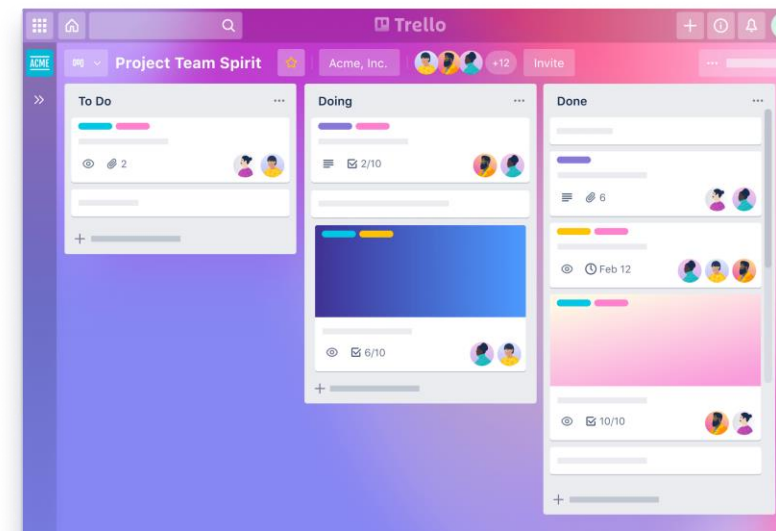 Trello
ACME
Project Team Spirit
Acme, Inc.
+12
Invite
To Do
2
Doing
2/10
6/10
Done
6
Feb 12
10/10